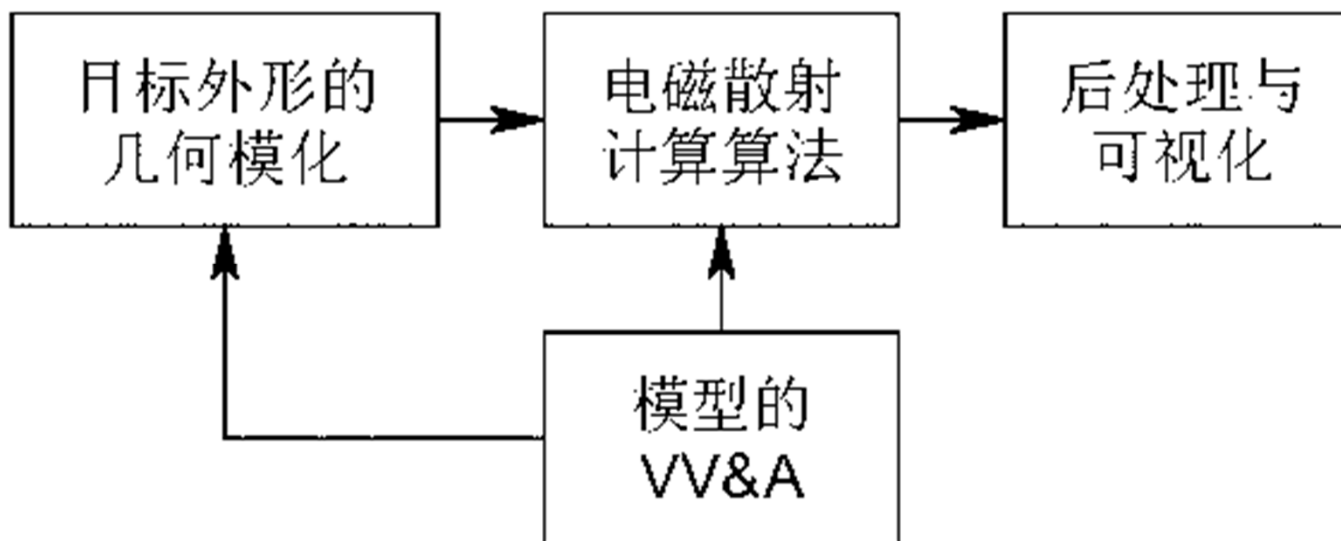 目标外形的
几何模化
电磁散射
计算算法
后处理与
可视化
模型的
VV&A